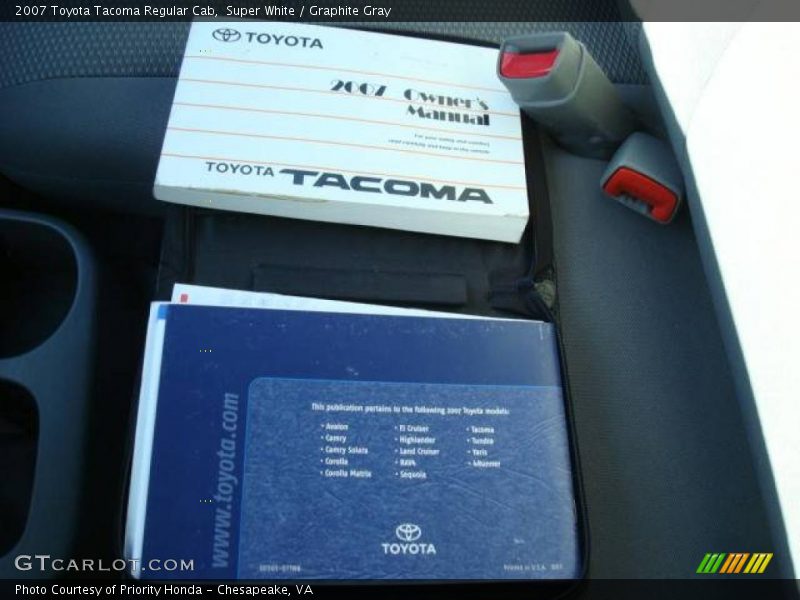 2007 Toyota Tacoma Regular Cab,  Super White / Graphite Gray
TOYOTA
2007 Owner's
Manual
TOYOTA TACOMA
This publication pertains to the following 2007 Toyota models:
• Avalon
• Camry
• Camry Solara
• Corolla
• Corolla Matrix
• FJ Cruiser
• Highlander
• Land Cruiser
• RAV4
• Sequoia
• Tacoma
• Tundra
• Yaris
• 4Runner
www.toyota.com
TOYOTA
Printed in U.S.A.
GTCARLOT.COM
Photo Courtesy of Priority Honda - Chesapeake, VA